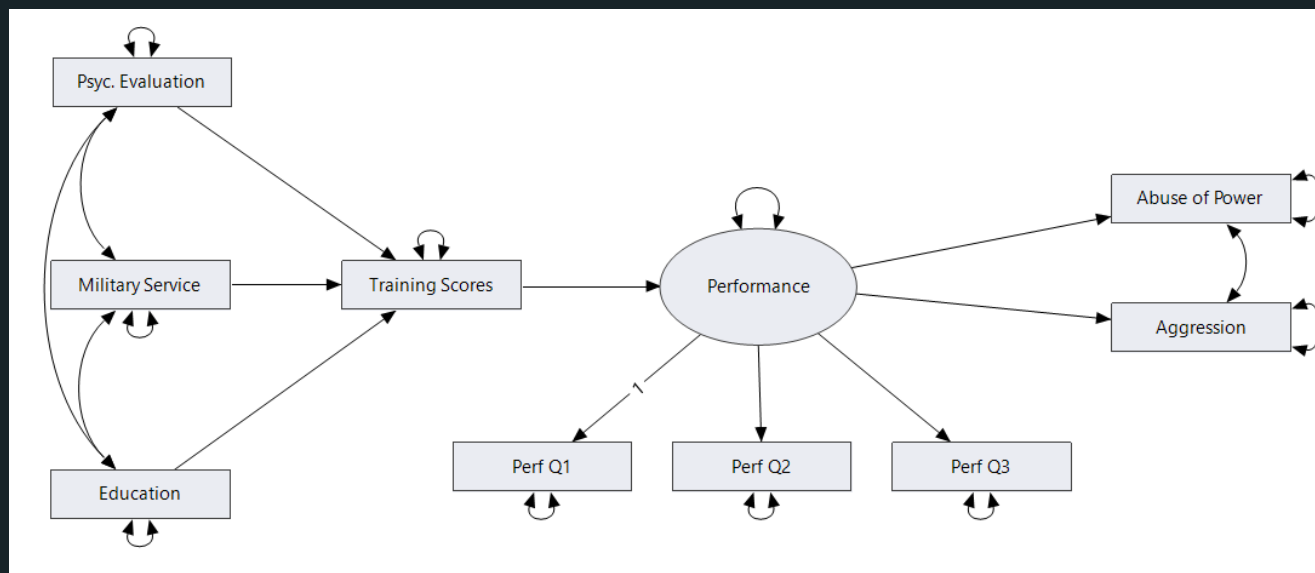 Psyc. Evaluation
Abuse of Power
Military Service
Training Scores
Performance
Aggression
1
Perf Q1
Perf Q2
Perf Q3
Education